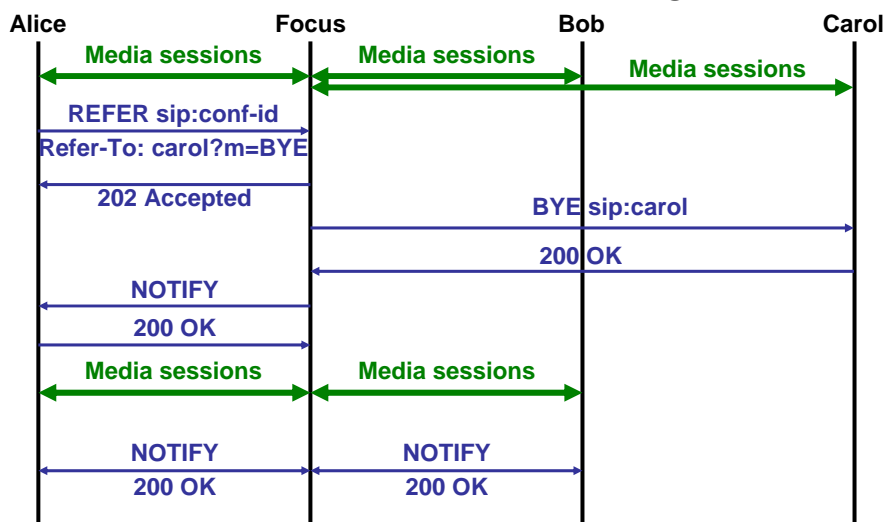 Alice Focus Bob Carol
Media sessions Media sessions
Media sessions
REFER sip:conf-id
Refer-To: carol?m=BYE
202 Accepted
BYE sip:carol
200 OK
NOTIFY
200 OK
Media sessions Media sessions
NOTIFY NOTIFY
200 OK 200 OK